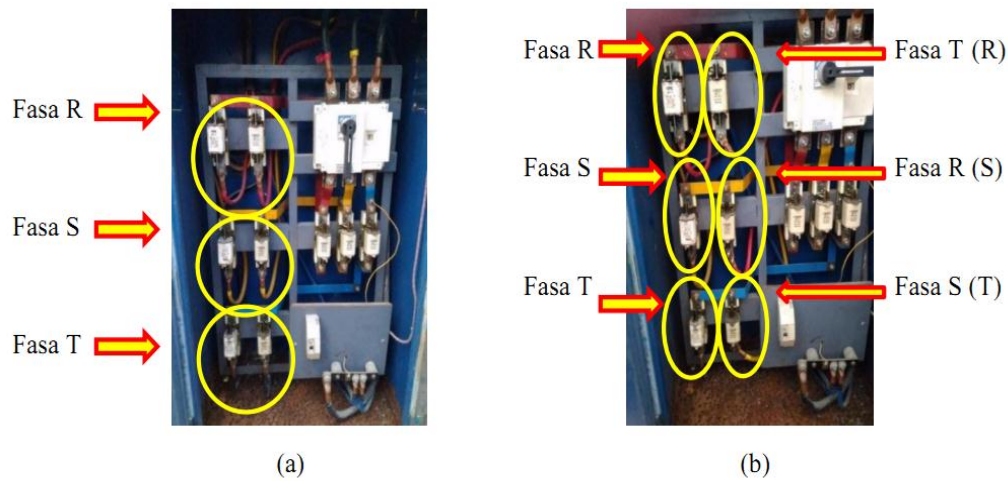 Fasa R
Fasa S
Fasa T
(a)
Fasa R
Fasa T (R)
Fasa S
Fasa R (S)
Fasa T
Fasa S (T)
(b)